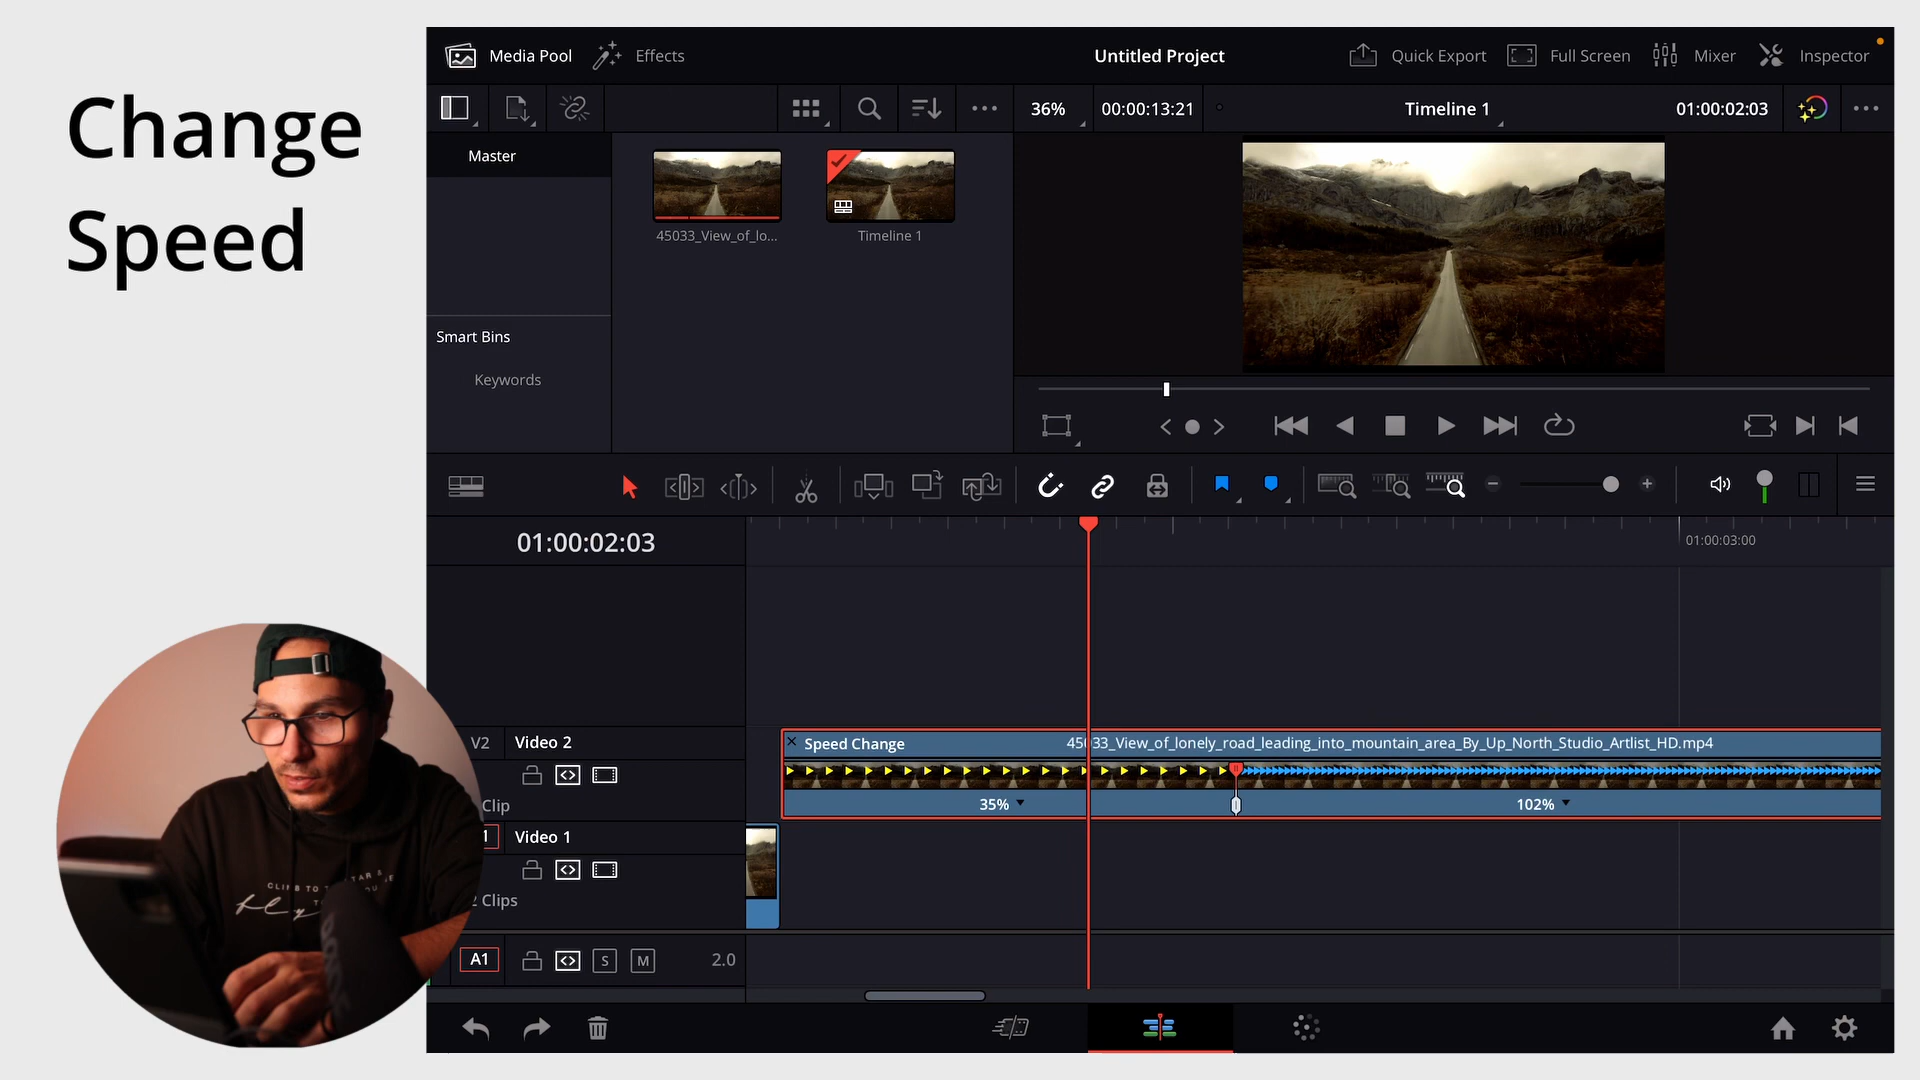 Change
Speed
Media Pool
Effects
Untitled Project
Quick Export
Full Screen
Mixer
Inspector
36%
00:00:13:21
Timeline 1
01:00:02:03
Master
45033_View_of_lo...
Timeline 1
Smart Bins
Keywords
01:00:02:03
01:00:03:00
V2
Video 2
Speed Change
45033_View_of_lonely_road_leading_into_mountain_area_By_Up_North_Studio_Artlist_HD.mp4
Clip
35%
102%
1
Video 1
2 Clips
A1
S
M
2.0